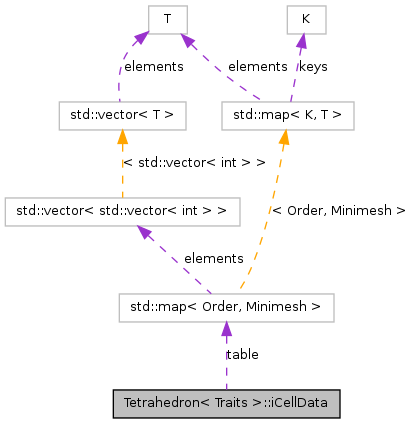 T
K
elements
elements
keys
std::vector< T >
std::map< K, T >
< std::vector< int > >
std::vector< std::vector< int > >
< Order, Minimesh >
elements
std::map< Order, Minimesh >
table
Tetrahedron< Traits >::iCellData